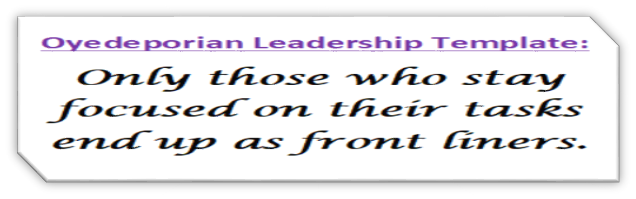 Oyedeporian Leadership Template:
Only those who stay
focused on their tasks
end up as front liners.